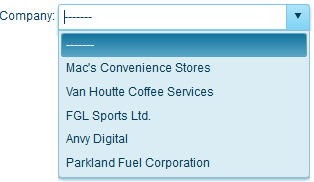 Company: -------
-------
Mac's Convenience Stores
Van Houtte Coffee Services
FGL Sports Ltd.
Anvy Digital
Parkland Fuel Corporation